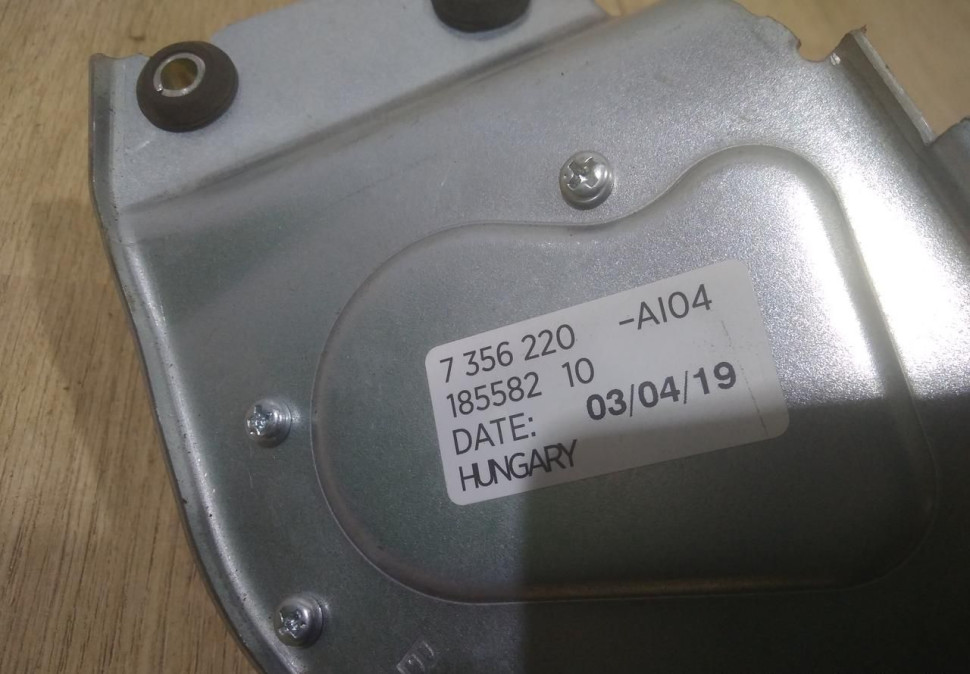 7 356 220 -AI04
185582 10
DATE: 03/04/19
HUNGARY